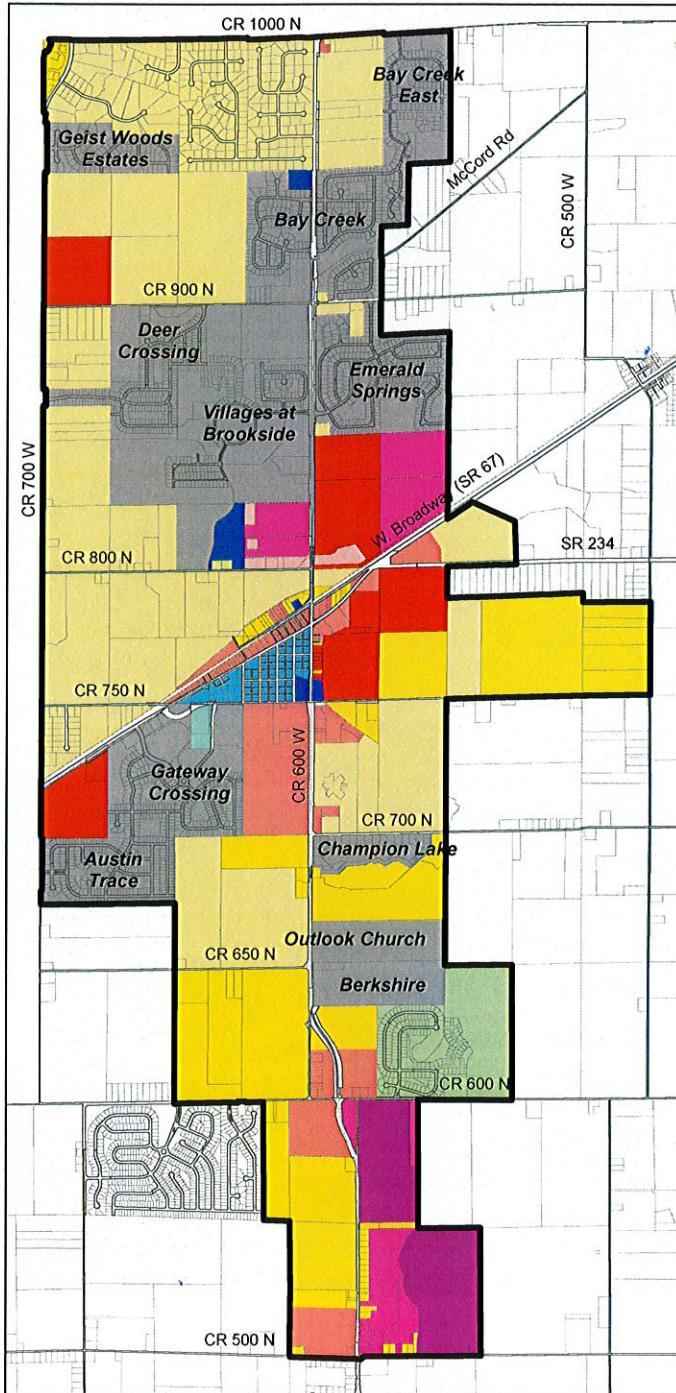 CR 1000 N
Bay Creek
East
Geist Woods
Estates
McCord Rd
CR 500 W
Bay Creek
CR 900 N
Deer
Crossing
Emerald
Springs
Villages at
Brookside
CR 700 W
W. Broadway (SR 67)
CR 800 N
SR 234
CR 750 N
CR 600 W
Gateway
Crossing
CR 700 N
Champion Lake
Austin
Trace
Outlook Church
CR 650 N
Berkshire
CR 600 N
CR 500 N